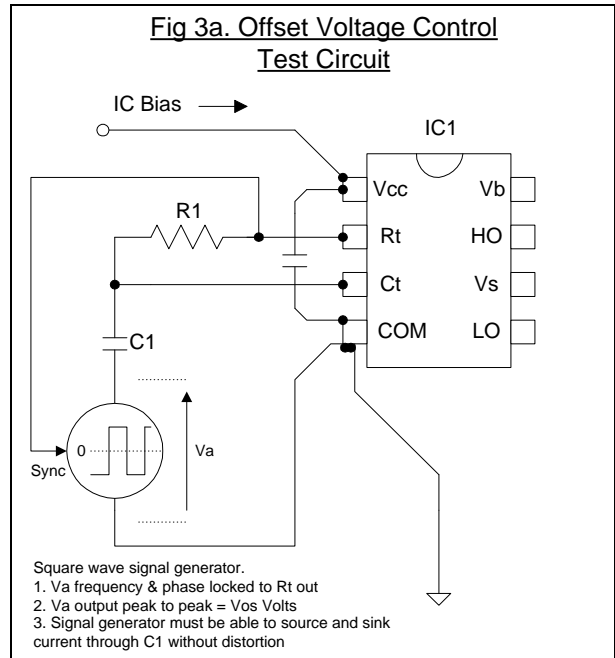 Fig 3a. Offset Voltage Control
Test Circuit
IC Bias
IC1
R1
Vcc
Vb
Rt
HO
Ct
Vs
COM
LO
C1
0
Va
Sync
Square wave signal generator.
1. Va frequency & phase locked to Rt out
2. Va output peak to peak = Vos Volts
3. Signal generator must be able to source and sink
current through C1 without distortion